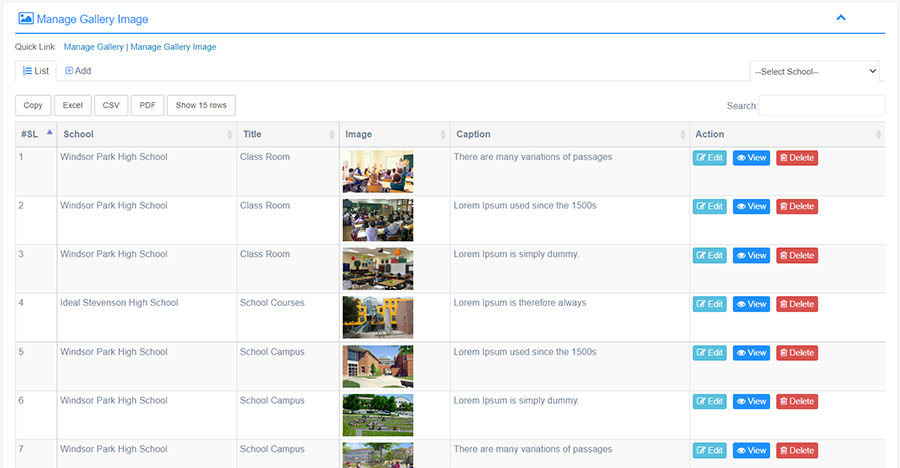 Manage Gallery Image
Quick Link: Manage Gallery | Manage Gallery Image
List Add --Select School--
Copy Excel CSV PDF Show 15 rows Search:
#SL School Title Image Caption Action
1 Windsor Park High School Class Room There are many variations of passages Edit View Delete
2 Windsor Park High School Class Room Lorem Ipsum used since the 1500s Edit View Delete
3 Windsor Park High School Class Room Lorem Ipsum is simply dummy. Edit View Delete
4 Ideal Stevenson High School School Courses Lorem Ipsum is therefore always Edit View Delete
5 Windsor Park High School School Campus Lorem Ipsum used since the 1500s Edit View Delete
6 Windsor Park High School School Campus Lorem Ipsum is simply dummy. Edit View Delete
7 Windsor Park High School School Campus There are many variations of passages Edit View Delete